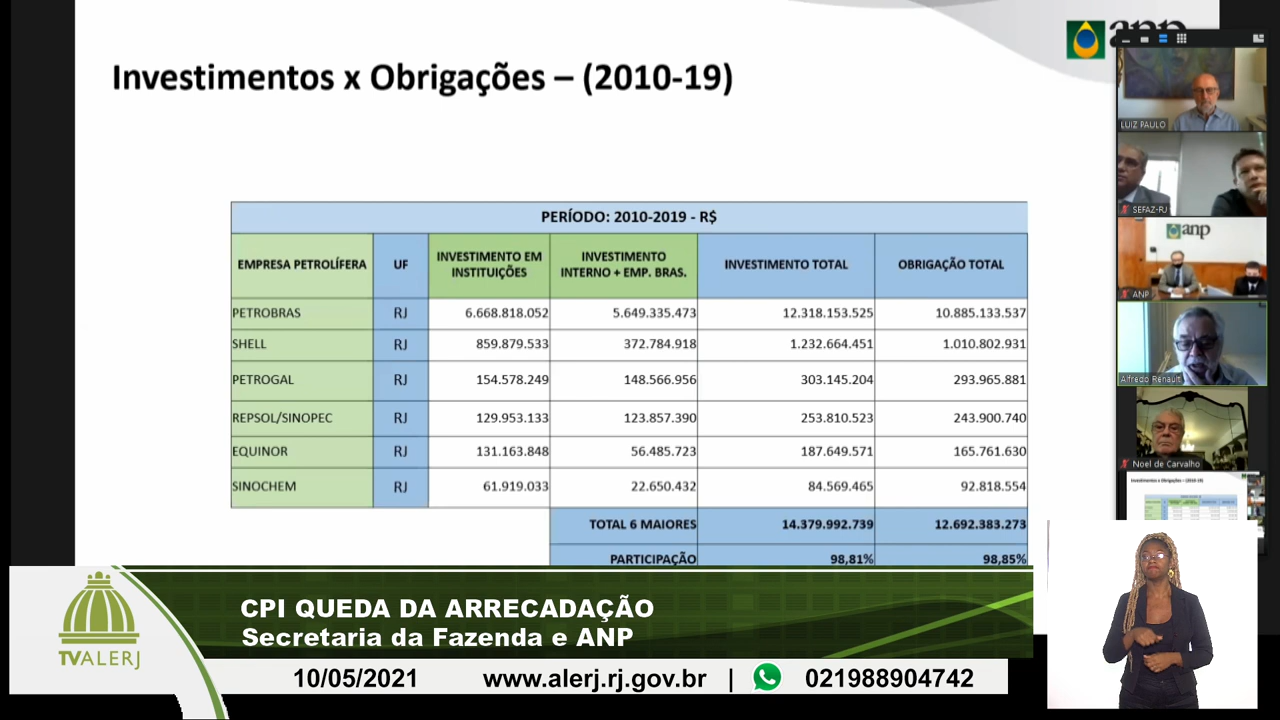 anp
Investimentos x Obrigações – (2010-19)
PERÍODO: 2010-2019 - R$
EMPRESA PETROLÍFERA
UF
INVESTIMENTO EM
INSTITUIÇÕES
INVESTIMENTO
INTERNO + EMP. BRAS.
INVESTIMENTO TOTAL
OBRIGAÇÃO TOTAL
PETROBRAS RJ 6.668.818.052 5.649.335.473 12.318.153.525 10.885.133.537
SHELL RJ 859.879.533 372.784.918 1.232.664.451 1.010.802.931
PETROGAL RJ 154.578.249 148.566.956 303.145.204 293.965.881
REPSOL/SINOPEC RJ 129.953.133 123.857.390 253.810.523 243.900.740
EQUINOR RJ 131.163.848 56.485.723 187.649.571 165.761.630
SINOCHEM RJ 61.919.033 22.650.432 84.569.465 92.818.554
TOTAL 6 MAIORES 14.379.992.739 12.692.383.273
PARTICIPAÇÃO 98,81% 98,85%
LUIZ PAULO
SEFAZ-RJ
anp
ANP
Alfredo Renault
Noel de Carvalho
Investimentos x Obrigações – (2010-19)
TVALERJ
CPI QUEDA DA ARRECADAÇÃO
Secretaria da Fazenda e ANP
10/05/2021 www.alerj.rj.gov.br | 021988904742